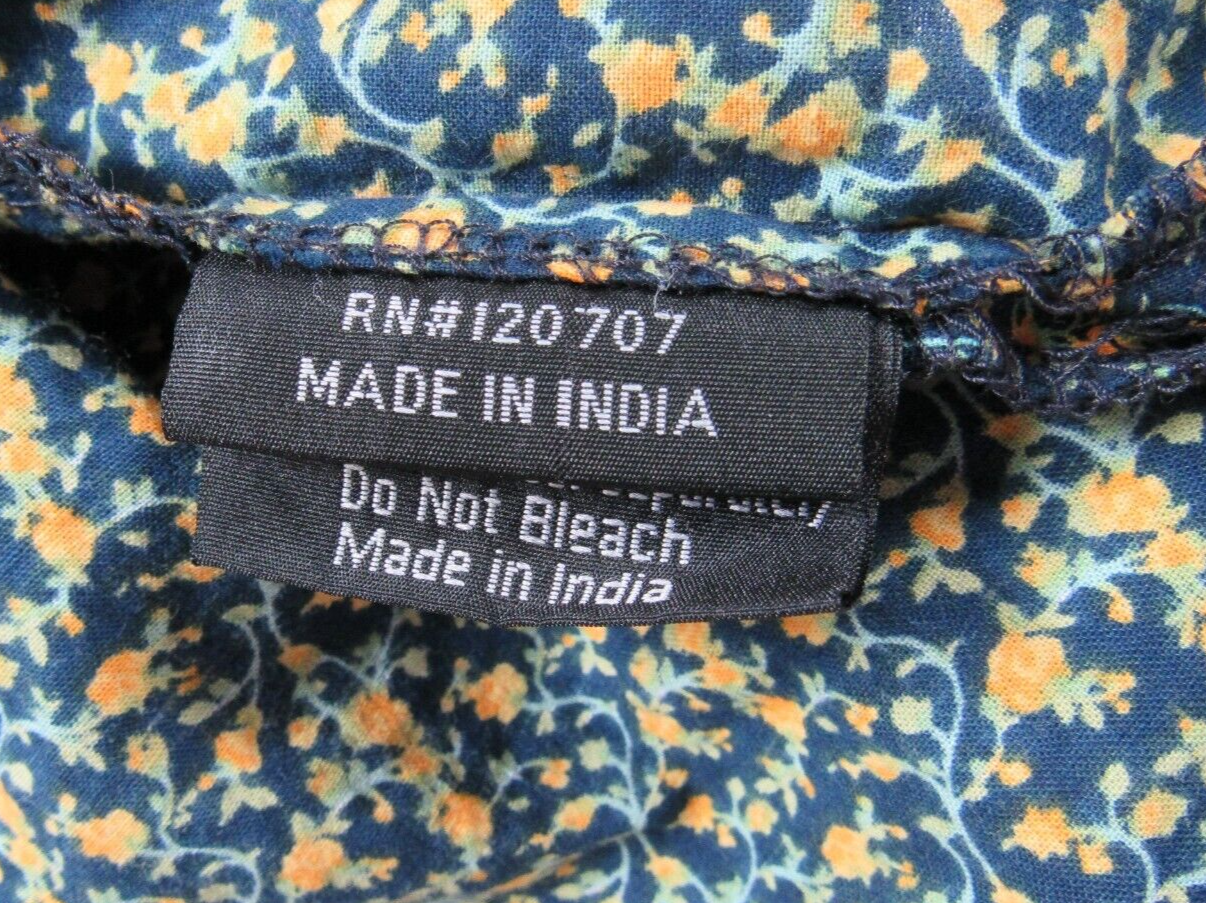 RN#120707
MADE IN INDIA
Do Not Bleach
Made in India